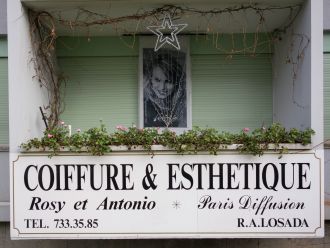 COIFFURE & ESTHETIQUE
Rosy et Antonio * Paris Diffusion
TEL. 733.35.85 R.A. LOSADA